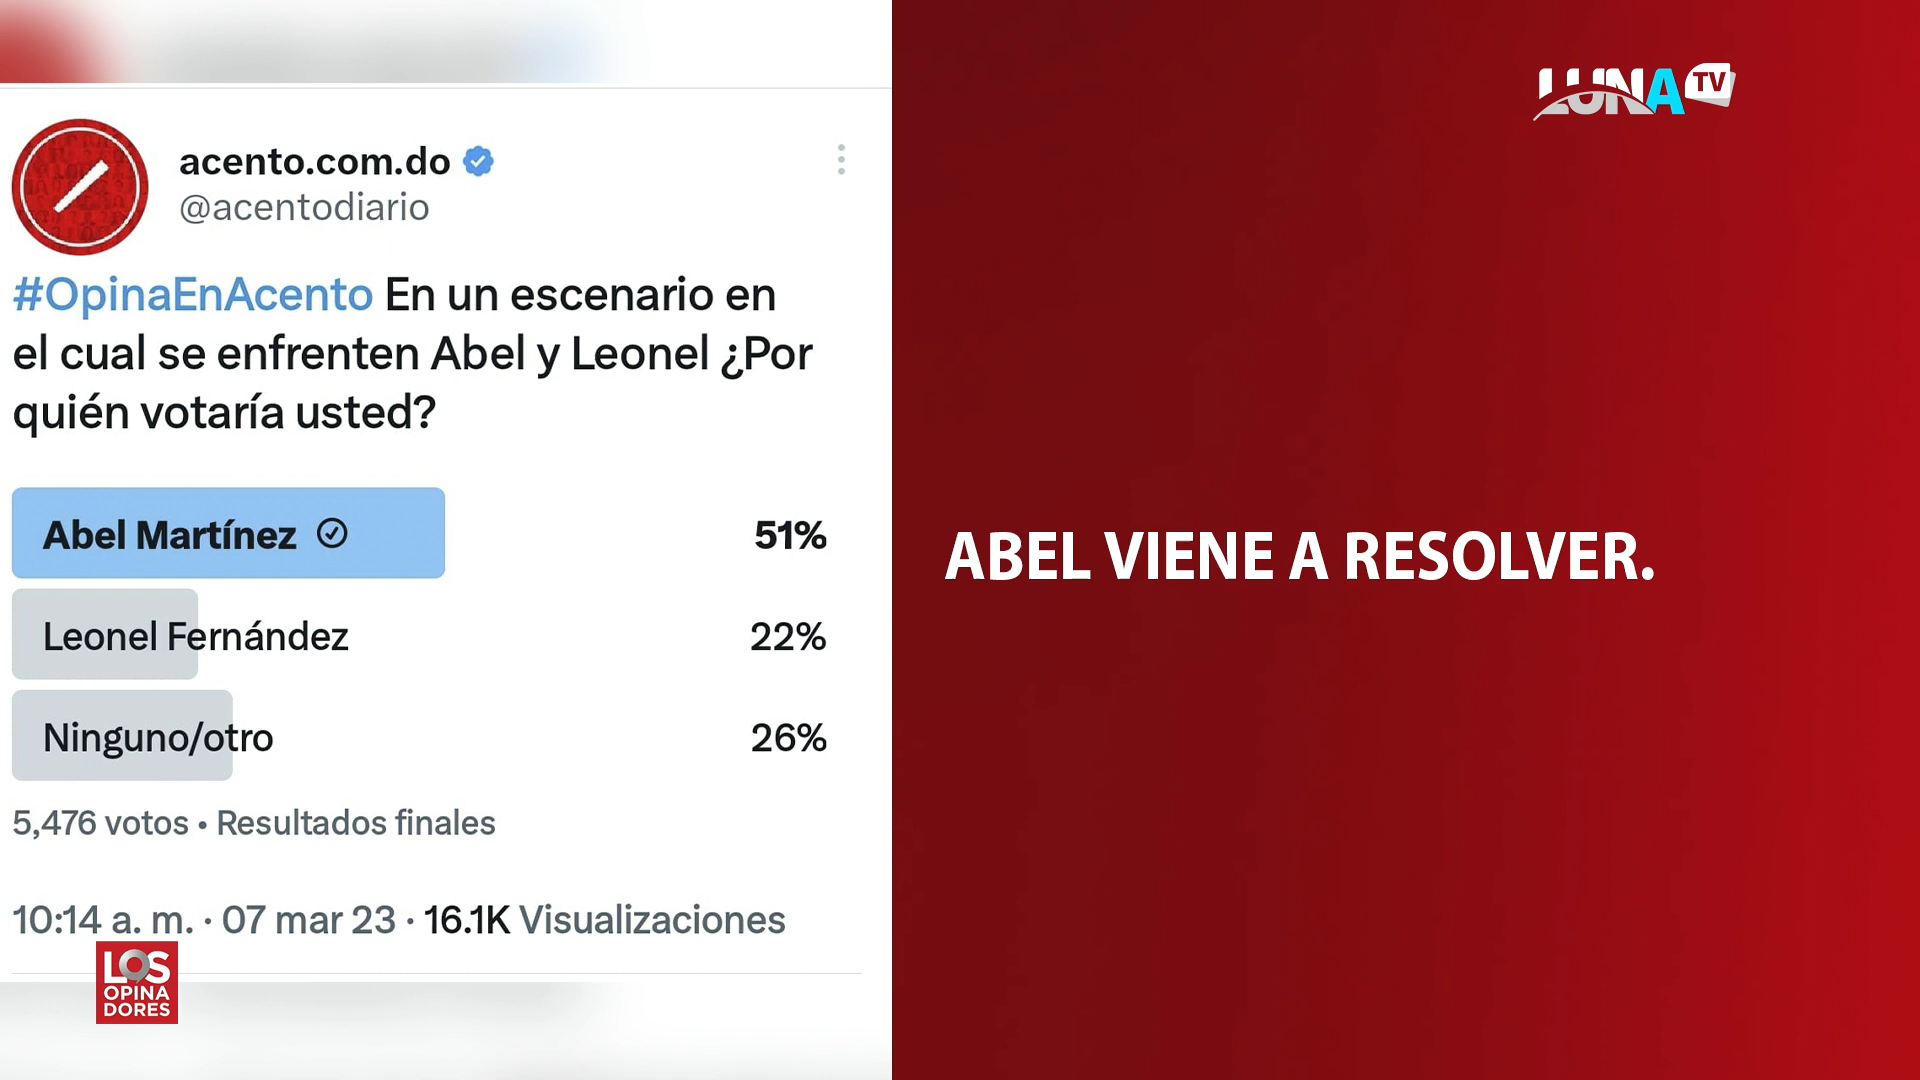 acento.com.do
@acentodiario
#OpinaEnAcento En un escenario en
el cual se enfrenten Abel y Leonel ¿Por
quién votaría usted?
Abel Martínez 51%
Leonel Fernández 22%
Ninguno/otro 26%
5,476 votos • Resultados finales
10:14 a. m. · 07 mar 23 · 16.1K Visualizaciones
LOS
OPINA
DORES
LUNA TV
ABEL VIENE A RESOLVER.